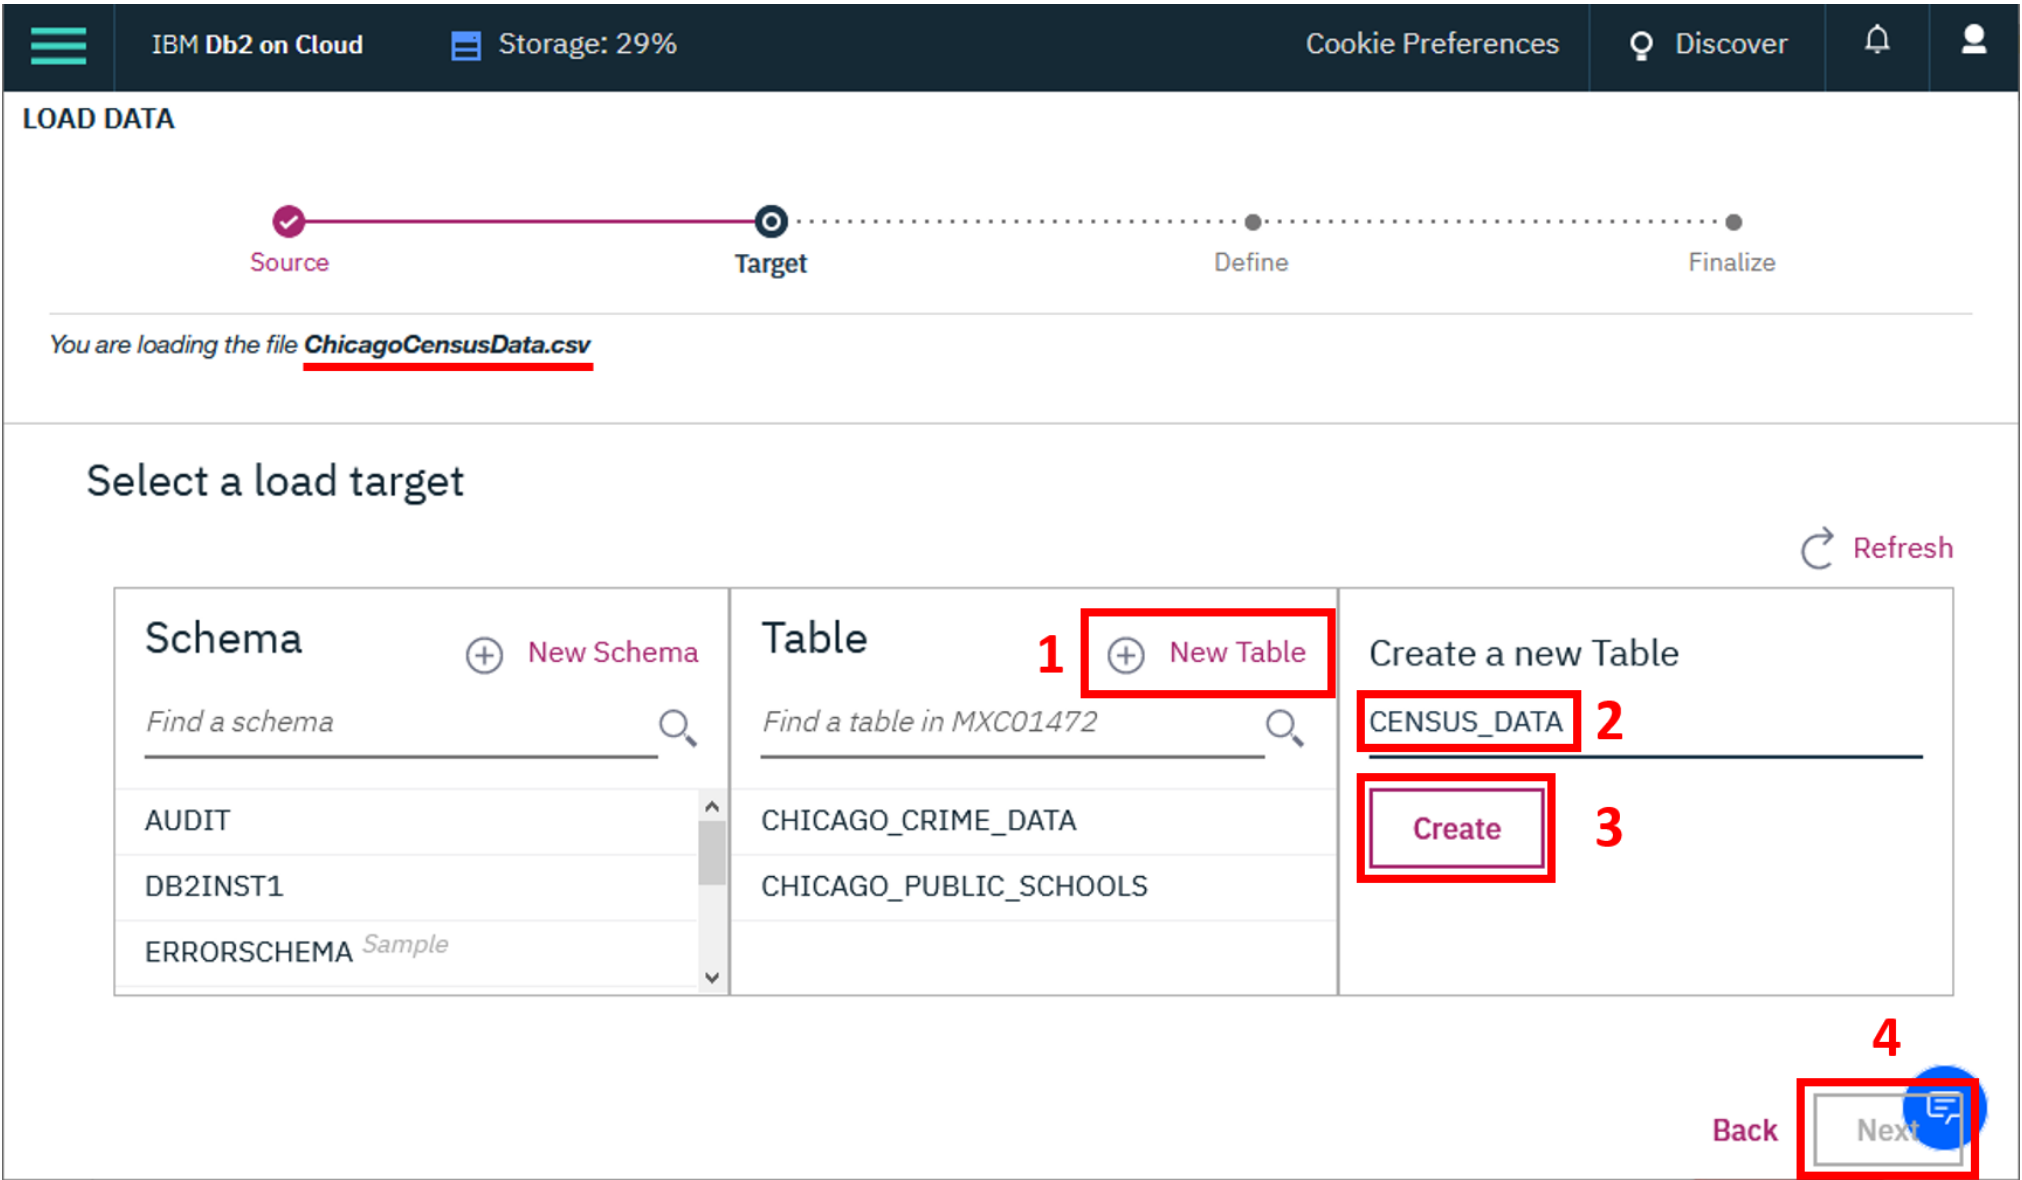 IBM Db2 on Cloud Storage: 29% Cookie Preferences Discover
LOAD DATA
Source Target Define Finalize
You are loading the file ChicagoCensusData.csv
Select a load target
Refresh
Schema New Schema
Find a schema
AUDIT
DB2INST1
ERRORSCHEMA Sample
Table 1 New Table
Find a table in MXC01472
CHICAGO_CRIME_DATA
CHICAGO_PUBLIC_SCHOOLS
Create a new Table
CENSUS_DATA 2
Create 3
4
Back Next